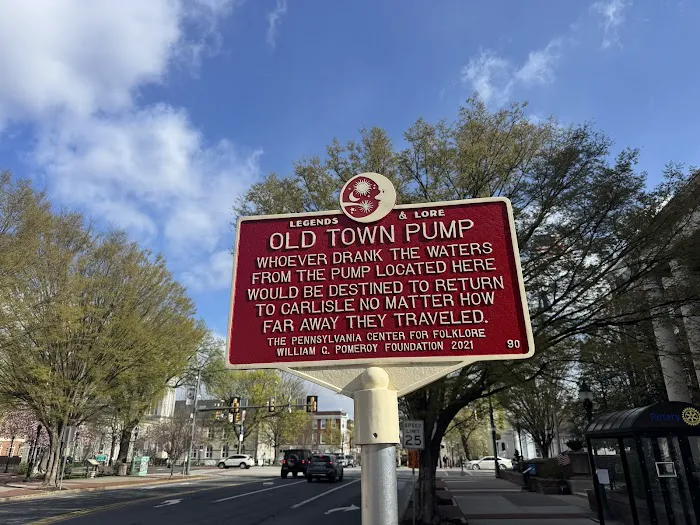 LEGENDS & LORE
OLD TOWN PUMP
WHOEVER DRANK THE WATERS
FROM THE PUMP LOCATED HERE
WOULD BE DESTINED TO RETURN
TO CARLISLE NO MATTER HOW
FAR AWAY THEY TRAVELED.
THE PENNSYLVANIA CENTER FOR FOLKLORE
WILLIAM G. POMEROY FOUNDATION 2021 90
SPEED
LIMIT
25
Rotary